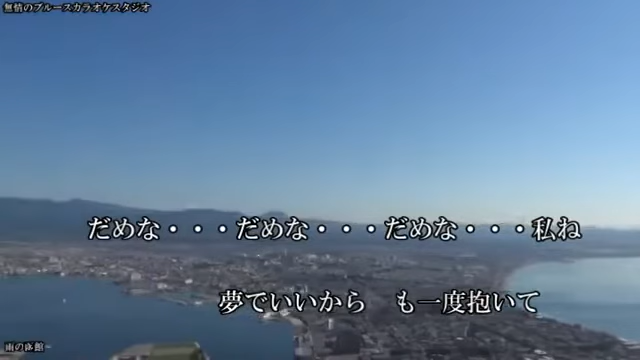 無情のブルースカラオケスタジオ
だめな・・・だめな・・・だめな・・・私ね
夢でいいから　も一度抱いて
雨の函館